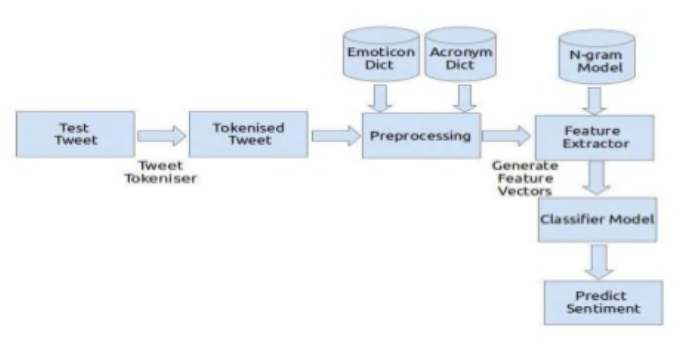 Emoticon
Dict
Acronym
Dict
N-gram
Model
Test
Tweet
Tweet
Tokeniser
Tokenised
Tweet
Preprocessing
Generate
Feature
Vectors
Feature
Extractor
Classifier Model
Predict
Sentiment